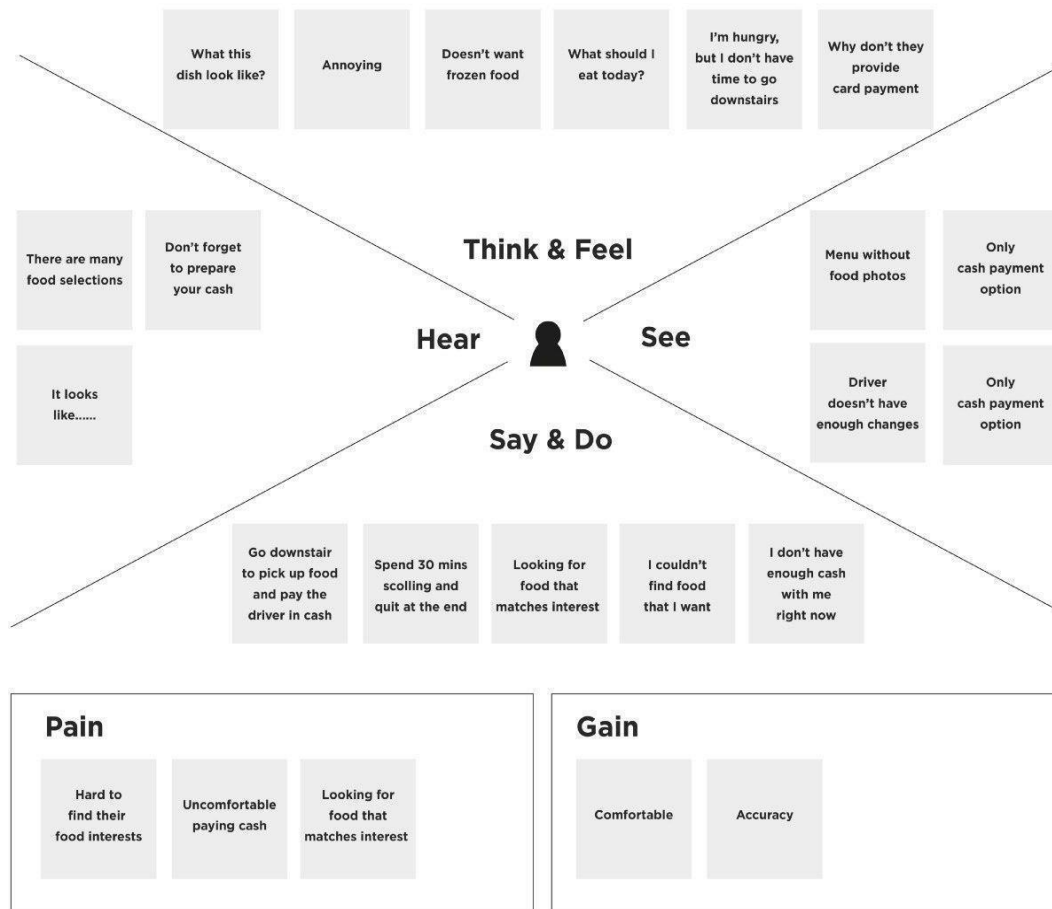 What this
dish look like?
Annoying
Doesn't want
frozen food
What should I
eat today?
I'm hungry,
but I don't have
time to go
downstairs
Why don't they
provide
card payment
Think & Feel
There are many
food selections
Don't forget
to prepare
your cash
It looks
like......
Hear
See
Menu without
food photos
Only
cash payment
option
Driver
doesn't have
enough changes
Only
cash payment
option
Say & Do
Go downstair
to pick up food
and pay the
driver in cash
Spend 30 mins
scolling and
quit at the end
Looking for
food that
matches interest
I couldn't
find food
that I want
I don't have
enough cash
with me
right now
Pain
Hard to
find their
food interests
Uncomfortable
paying cash
Looking for
food that
matches interest
Gain
Comfortable
Accuracy